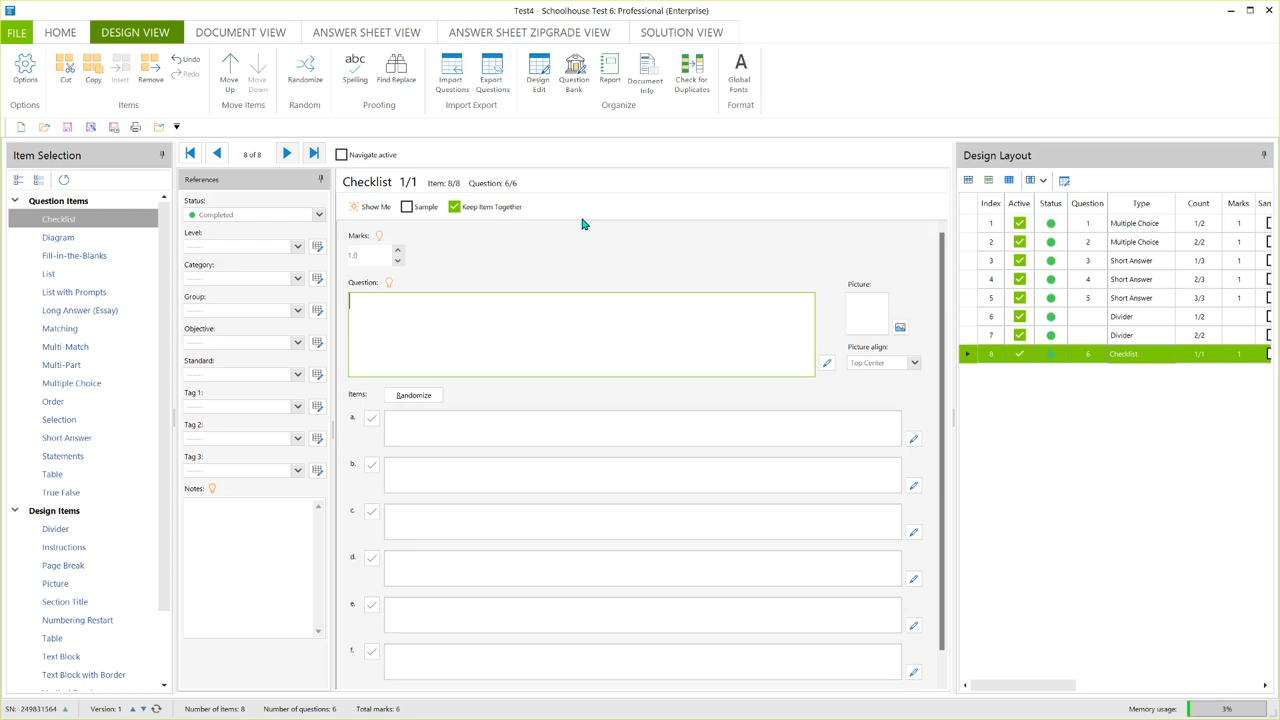 Test4 - Schoolhouse Test 6: Professional (Enterprise)
FILE HOME DESIGN VIEW DOCUMENT VIEW ANSWER SHEET VIEW ANSWER SHEET ZIPGRADE VIEW SOLUTION VIEW
Options Cut Copy Insert Remove Undo Redo Move Up Move Down Randomize abc Spelling Find Replace Import Questions Export Questions Design Edit Question Bank Report Document Info Check for Duplicates A Global Fonts
Options Items Move Items Random Proofing Import Export Organize Format
Item Selection
Question Items
Checklist
Diagram
Fill-in-the-Blanks
List
List with Prompts
Long Answer (Essay)
Matching
Multi-Match
Multi-Part
Multiple Choice
Order
Selection
Short Answer
Statements
Table
True False
Design Items
Divider
Instructions
Page Break
Picture
Section Title
Numbering Restart
Table
Text Block
Text Block with Border
8 of 8 Navigate active
References
Status:
Completed
Level:
------
Category:
------
Group:
------
Objective:
------
Standard:
------
Tag 1:
------
Tag 2:
------
Tag 3:
------
Notes:
Checklist 1/1 Item: 8/8 Question: 6/6
Show Me Sample Keep Item Together
Marks:
1.0
Question:
Picture:
Picture align:
Top Center
Items: Randomize
a.
b.
c.
d.
e.
f.
Design Layout
Index Active Status Question Type Count Marks San
1 1 Multiple Choice 1/2 1
2 2 Multiple Choice 2/2 1
3 3 Short Answer 1/3 1
4 4 Short Answer 2/3 1
5 5 Short Answer 3/3 1
6 Divider 1/2
7 Divider 2/2
8 6 Checklist 1/1 1
SN: 249831564 Version: 1 Number of items: 8 Number of questions: 6 Total marks: 6 Memory usage: 3%